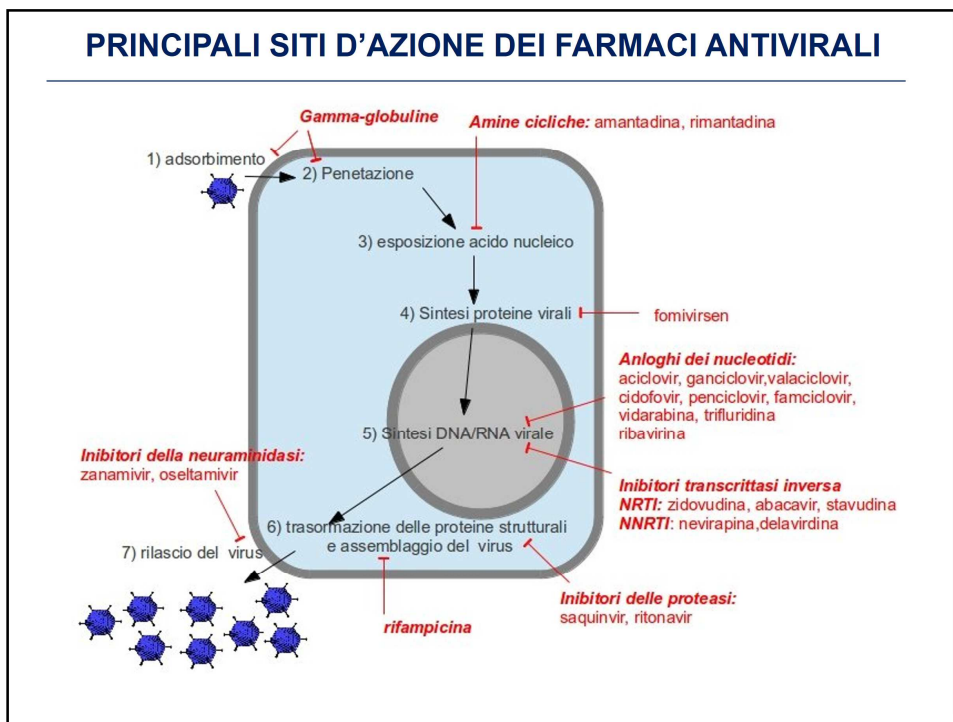 PRINCIPALI SITI D'AZIONE DEI FARMACI ANTIVIRALI
Gamma-globuline
Amine cicliche: amantadina, rimantadina
1) adsorbimento
2) Penetazione
3) esposizione acido nucleico
4) Sintesi proteine virali
fomivirsen
Anloghi dei nucleotidi:
aciclovir, ganciclovir,valaciclovir,
cidofovir, penciclovir, famciclovir,
vidarabina, trifluridina
ribavirina
5) Sintesi DNA/RNA virale
Inibitori della neuraminidasi:
zanamivir, oseltamivir
Inibitori transcrittasi inversa
NRTI: zidovudina, abacavir, stavudina
NNRTI: nevirapina,delavirdina
6) trasormazione delle proteine strutturali
e assemblaggio del virus
7) rilascio del virus
Inibitori delle proteasi:
saquinvir, ritonavir
rifampicina